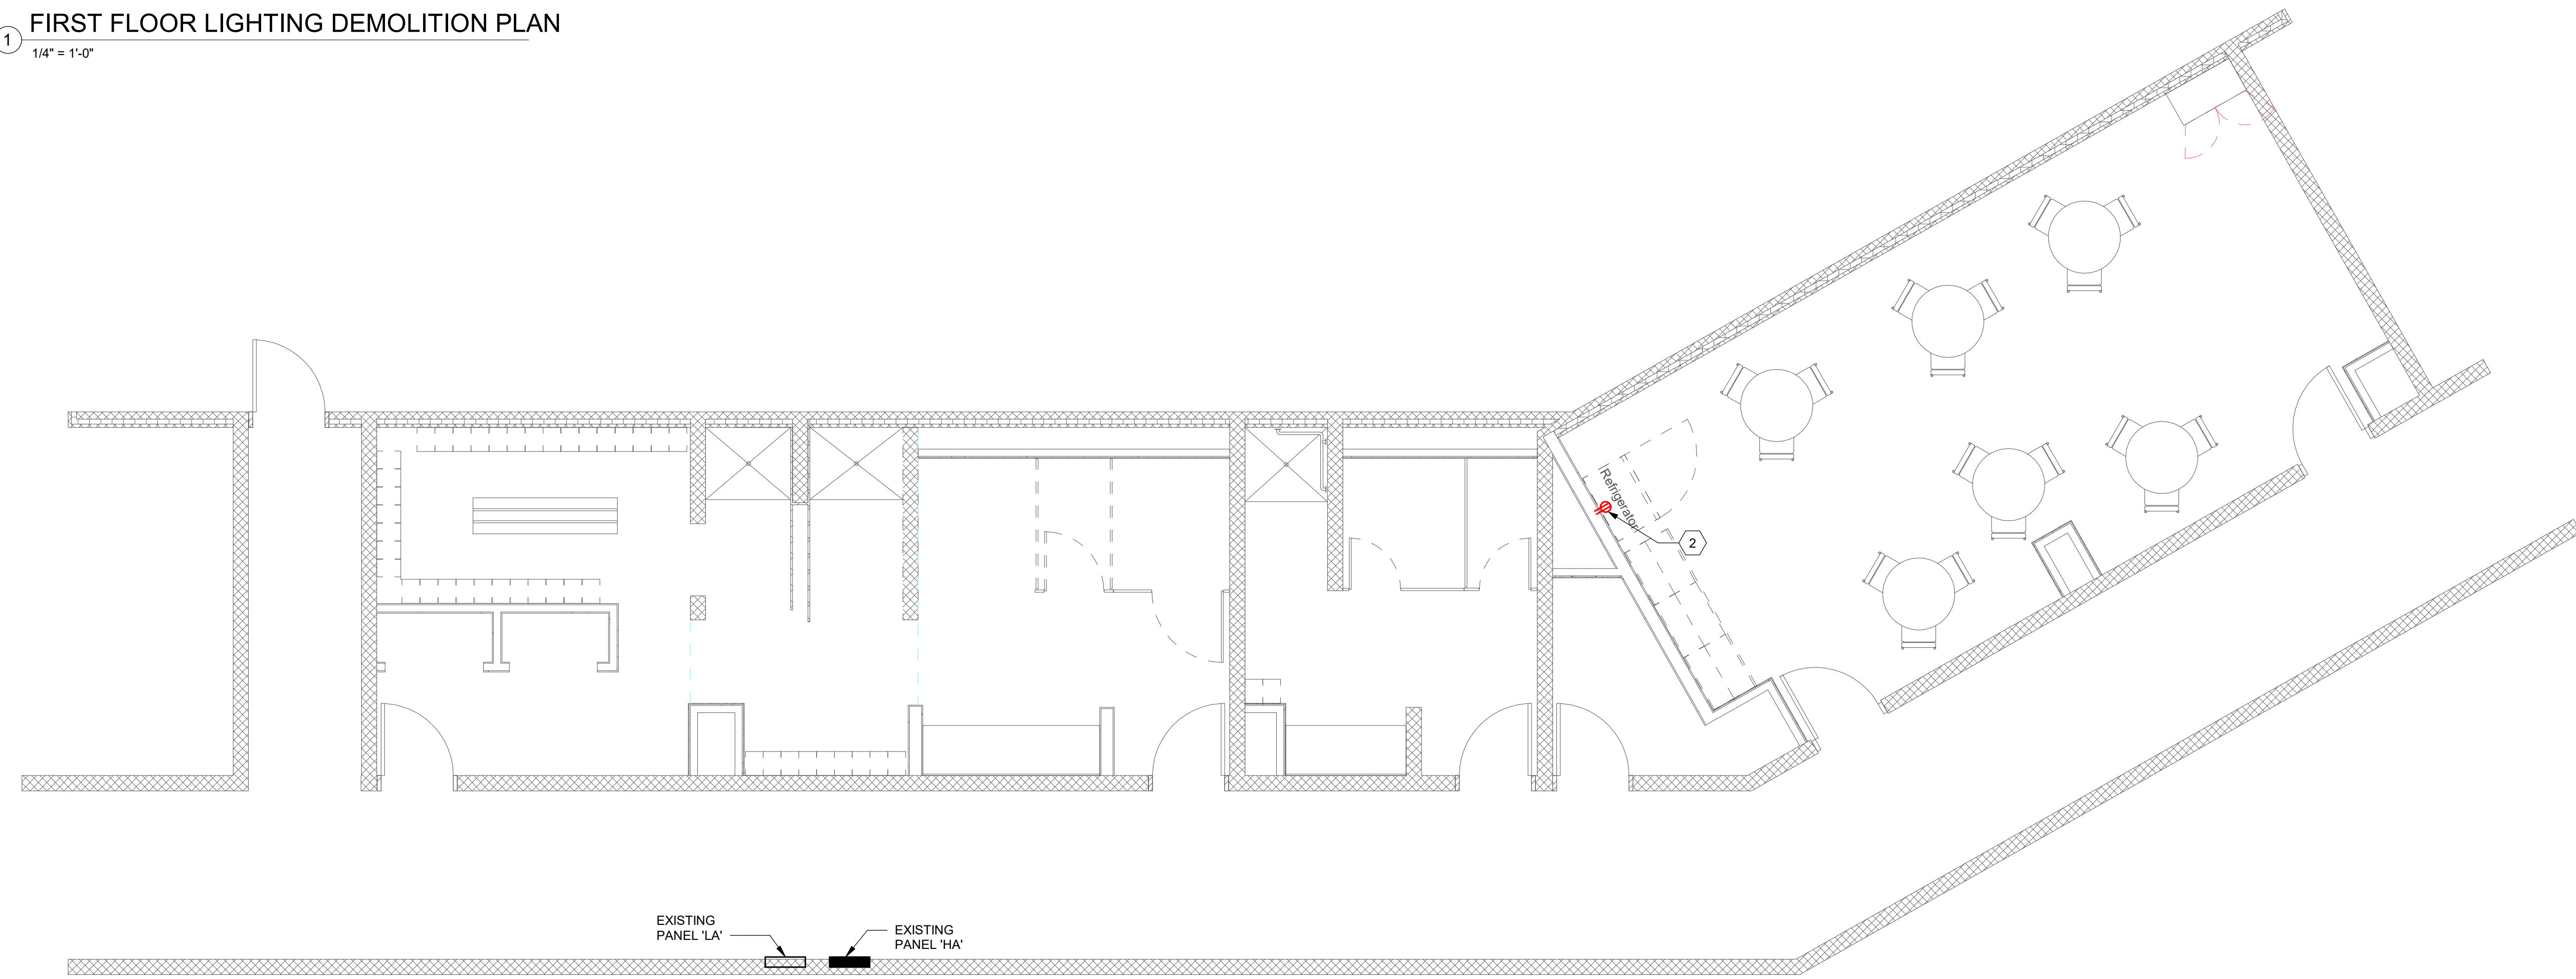 1
FIRST FLOOR LIGHTING DEMOLITION PLAN
1/4" = 1'-0"
Refrigerator
2
EXISTING
PANEL 'LA'
EXISTING
PANEL 'HA'